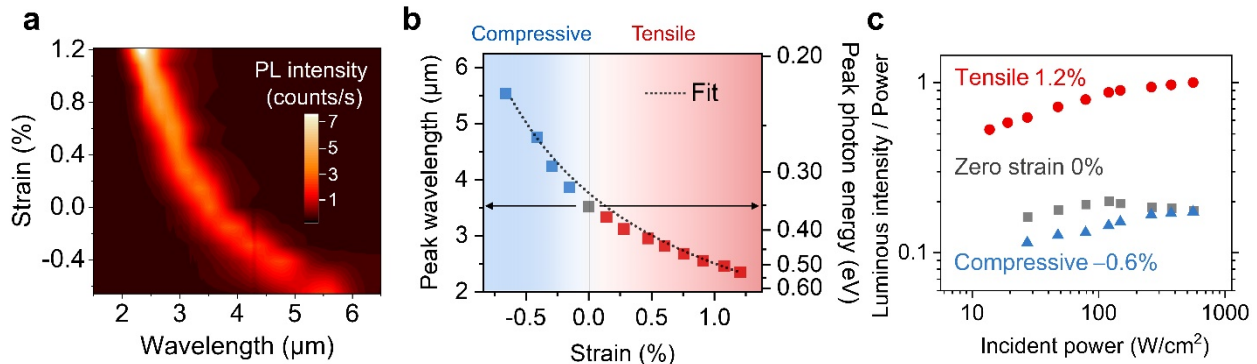 a
1.2
0.8
0.4
0.0
-0.4
Strain (%)
PL intensity
(counts/s)
7
5
3
1
2 3 4 5 6
Wavelength (μm)
b
Compressive Tensile
6
5
4
3
2
Peak wavelength (μm)
Fit
0.20
0.30
0.40
0.50
0.60
Peak photon energy (eV)
-0.5 0.0 0.5 1.0
Strain (%)
c
1
0.1
Luminous intensity / Power
Tensile 1.2%
Zero strain 0%
Compressive –0.6%
10 100 1000
Incident power (W/cm²)